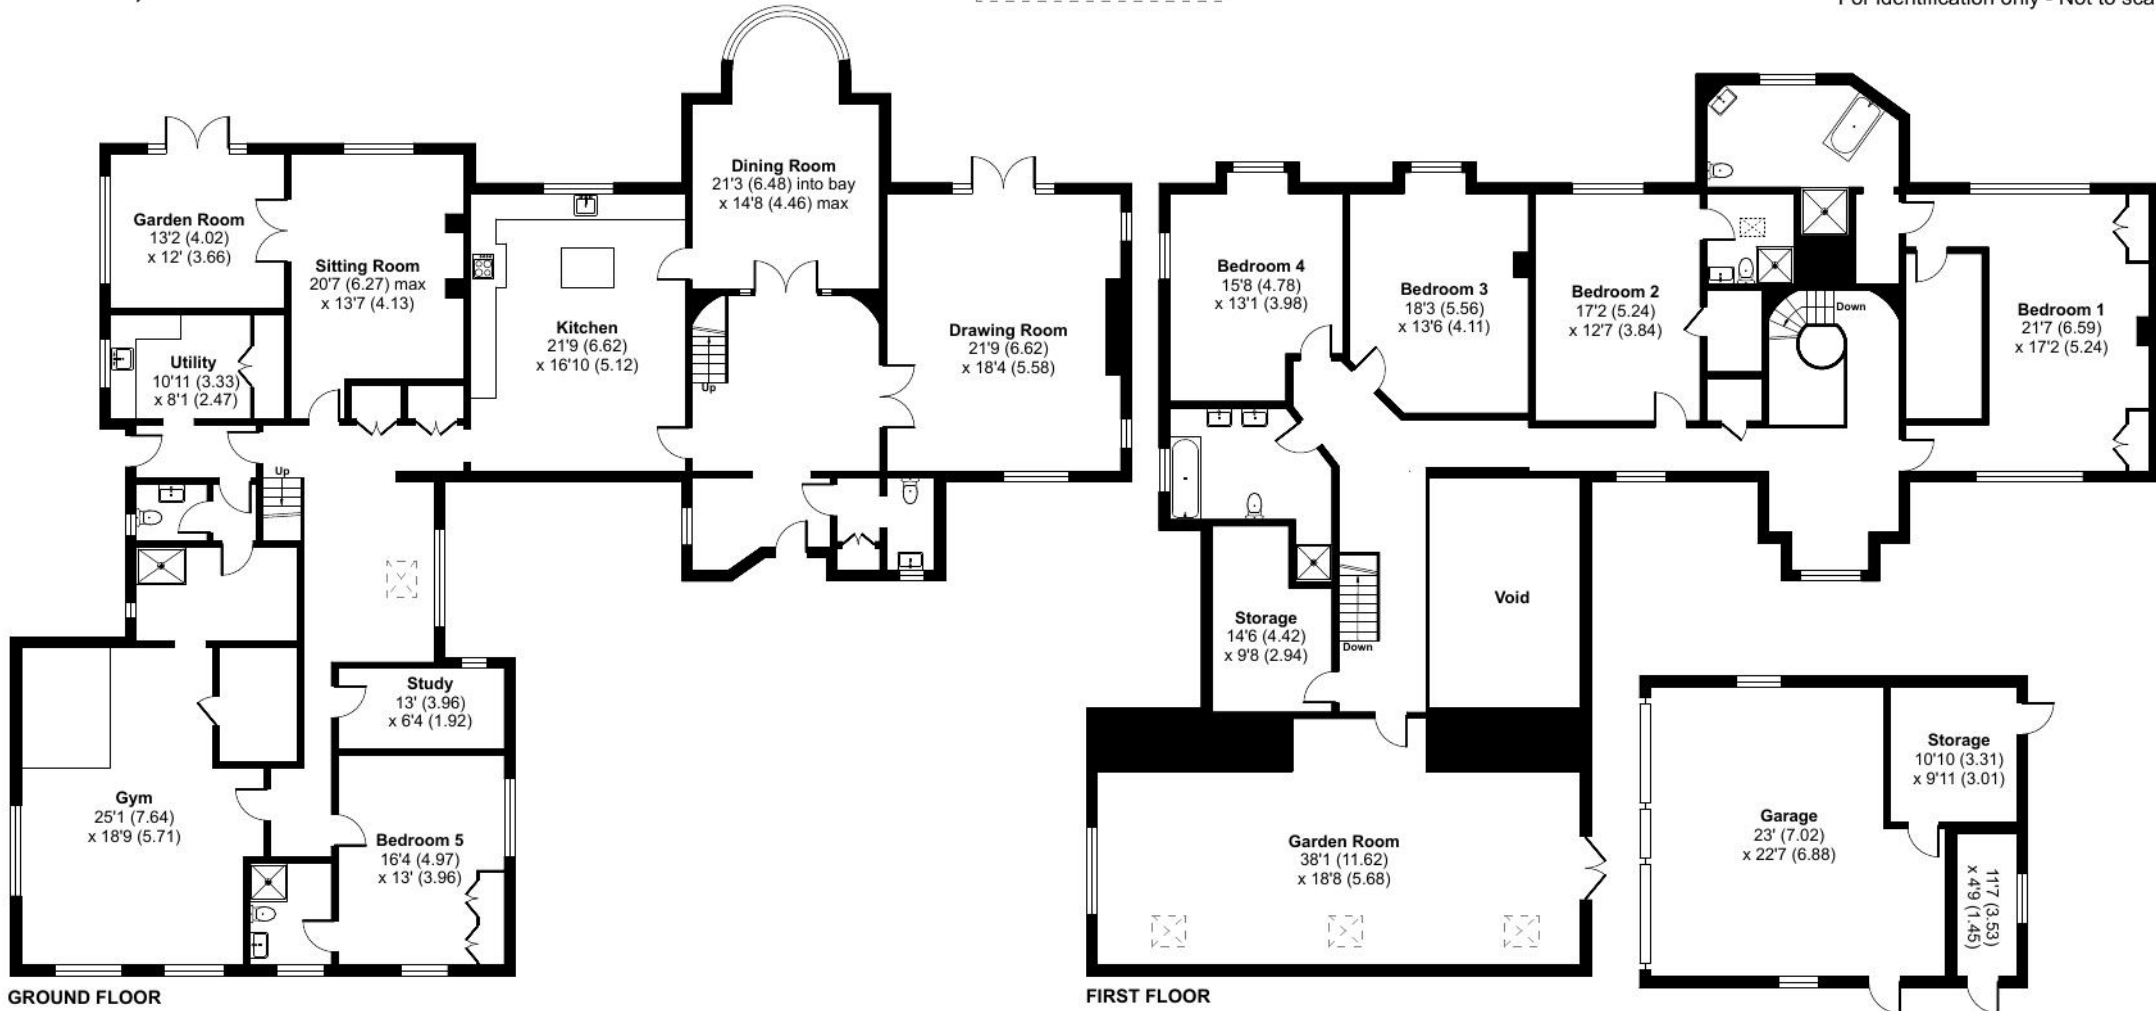 For identification only - Not to sca
Dining Room
21'3 (6.48) into bay
x 14'8 (4.46) max
Garden Room
13'2 (4.02)
x 12' (3.66)
Sitting Room
20'7 (6.27) max
x 13'7 (4.13)
Kitchen
21'9 (6.62)
x 16'10 (5.12)
Drawing Room
21'9 (6.62)
x 18'4 (5.58)
Utility
10'11 (3.33)
x 8'1 (2.47)
Up
Up
Study
13' (3.96)
x 6'4 (1.92)
Gym
25'1 (7.64)
x 18'9 (5.71)
Bedroom 5
16'4 (4.97)
x 13' (3.96)
GROUND FLOOR
Bedroom 4
15'8 (4.78)
x 13'1 (3.98)
Bedroom 3
18'3 (5.56)
x 13'6 (4.11)
Bedroom 2
17'2 (5.24)
x 12'7 (3.84)
Down
Bedroom 1
21'7 (6.59)
x 17'2 (5.24)
Void
Storage
14'6 (4.42)
x 9'8 (2.94)
Down
Garden Room
38'1 (11.62)
x 18'8 (5.68)
FIRST FLOOR
Storage
10'10 (3.31)
x 9'11 (3.01)
Garage
23' (7.02)
x 22'7 (6.88)
11'7 (3.53)
x 4'9 (1.45)